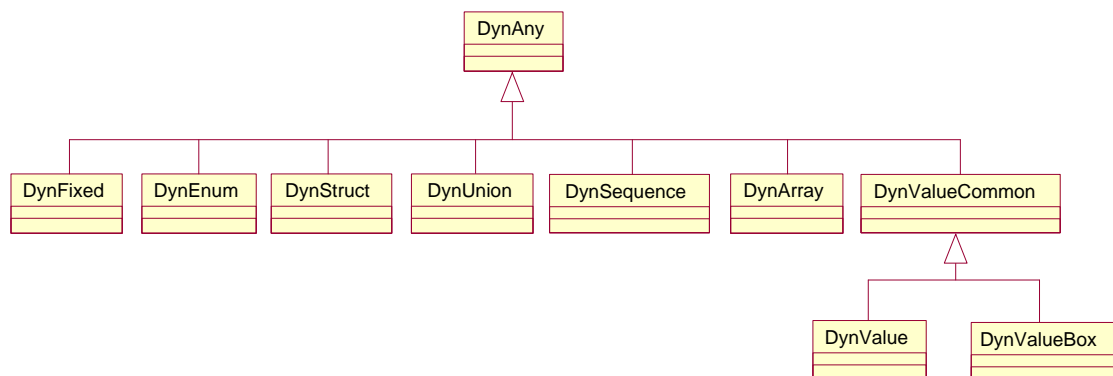 DynAny
DynFixed
DynEnum
DynStruct
DynUnion
DynSequence
DynArray
DynValueCommon
DynValue
DynValueBox